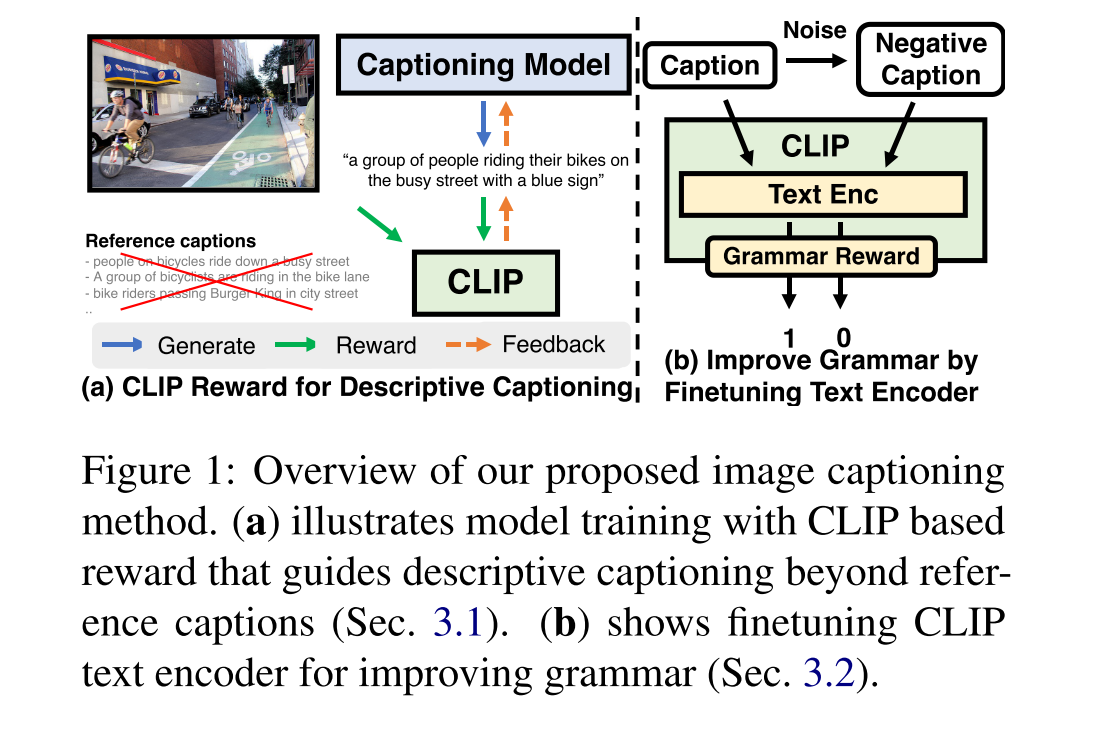 Captioning Model
“a group of people riding their bikes on
the busy street with a blue sign”
Reference captions
- people on bicycles ride down a busy street
- A group of bicyclists are riding in the bike lane
- bike riders passing Burger King in city street
..
CLIP
Generate Reward Feedback
(a) CLIP Reward for Descriptive Captioning
Caption
Noise
Negative
Caption
CLIP
Text Enc
Grammar Reward
1 0
(b) Improve Grammar by
Finetuning Text Encoder
Figure 1: Overview of our proposed image captioning
method. (a) illustrates model training with CLIP based
reward that guides descriptive captioning beyond refer-
ence captions (Sec. 3.1). (b) shows finetuning CLIP
text encoder for improving grammar (Sec. 3.2).